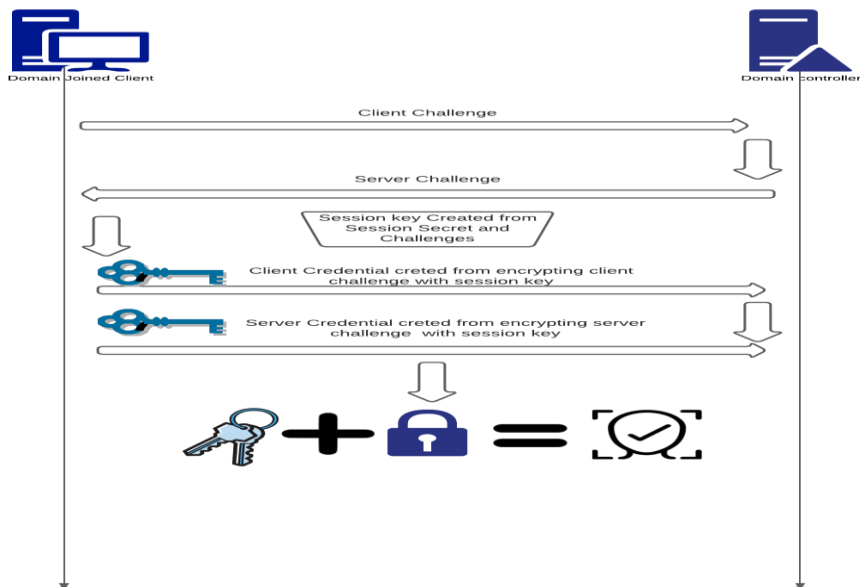 Domain Joined Client
Domain controller
Client Challenge
Server Challenge
Session key Created from
Session Secret and
Challenges
Client Credential creted from encrypting client
challenge with session key
Server Credential creted from encrypting server
challenge with session key